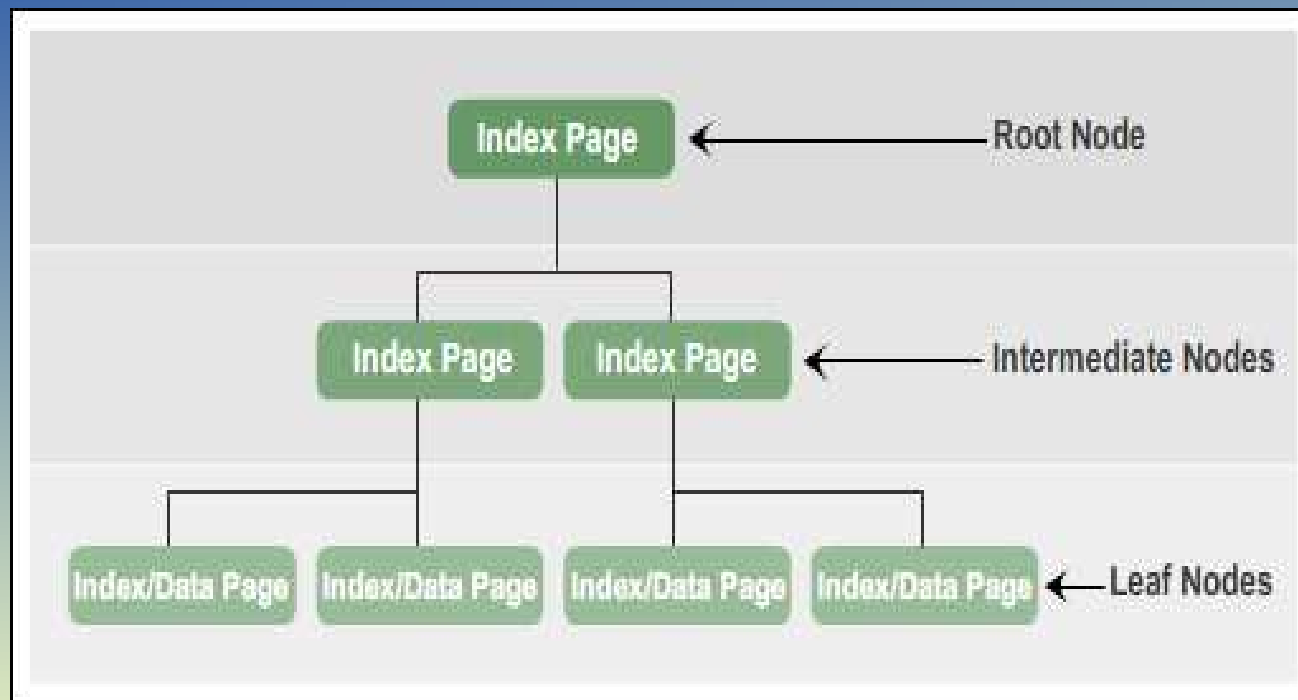 Index Page
Root Node
Index Page
Index Page
Intermediate Nodes
Index/Data Page
Index/Data Page
Index/Data Page
Index/Data Page
Leaf Nodes